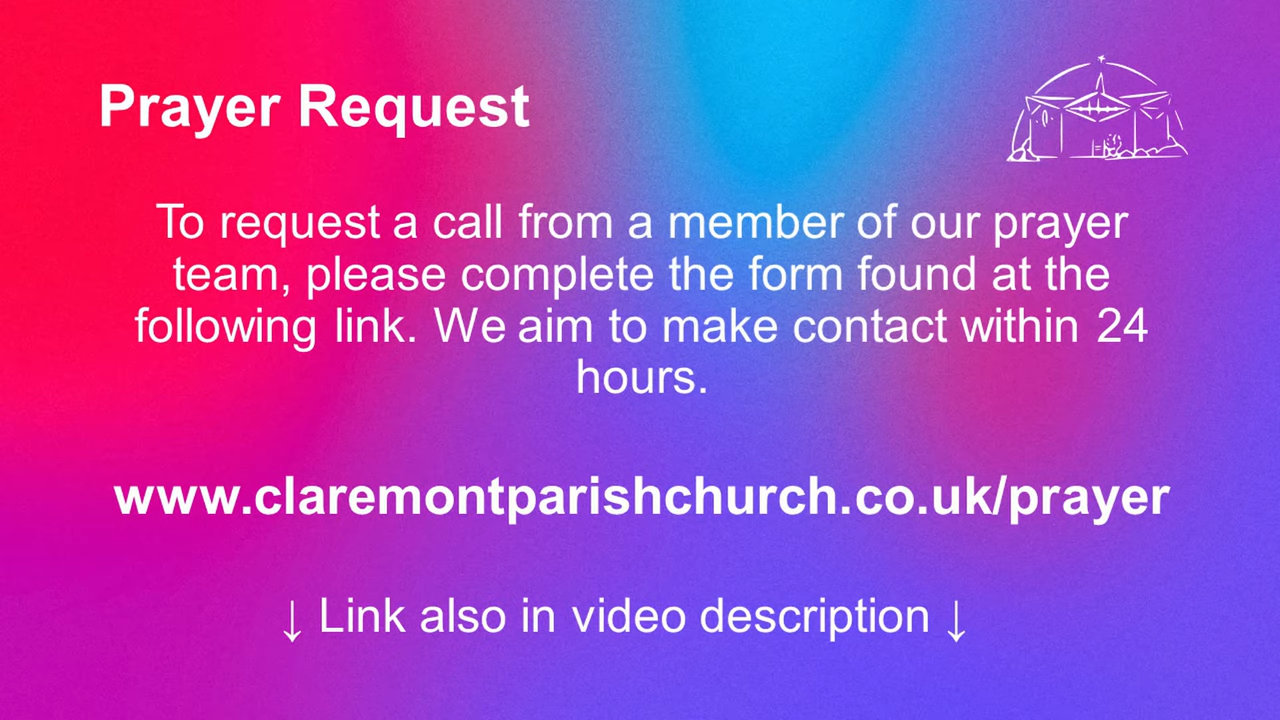 Prayer Request
To request a call from a member of our prayer
team, please complete the form found at the
following link. We aim to make contact within 24
hours.
www.claremontparishchurch.co.uk/prayer
↓ Link also in video description ↓